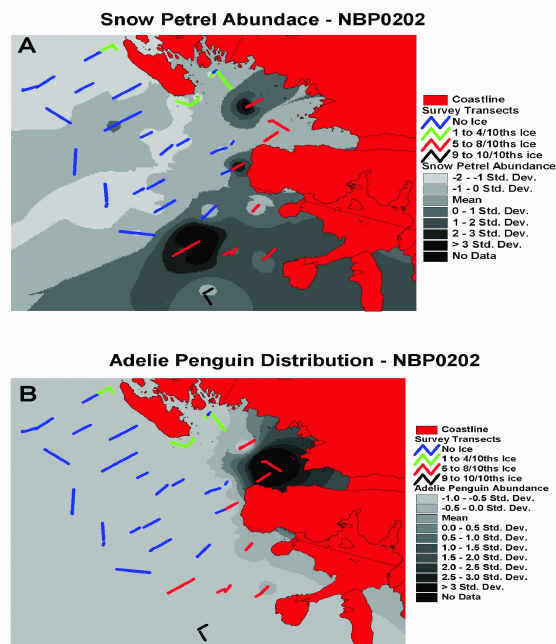 Snow Petrel Abundace - NBP0202
A
Coastline
Survey Transects
No Ice
1 to 4/10ths Ice
5 to 8/10ths Ice
9 to 10/10ths ice
Snow Petrel Abundance
-2 - -1 Std. Dev.
-1 - 0 Std. Dev.
Mean
0 - 1 Std. Dev.
1 - 2 Std. Dev.
2 - 3 Std. Dev.
> 3 Std. Dev.
No Data
Adelie Penguin Distribution - NBP0202
B
Coastline
Survey Transects
No Ice
1 to 4/10ths ice
5 to 8/10ths Ice
9 to 10/10ths ice
Adelie Penguin Abundance
-1.0 - -0.5 Std. Dev.
-0.5 - 0.0 Std. Dev.
Mean
0.0 - 0.5 Std. Dev.
0.5 - 1.0 Std. Dev.
1.0 - 1.5 Std. Dev.
1.5 - 2.0 Std. Dev.
2.0 - 2.5 Std. Dev.
2.5 - 3.0 Std. Dev.
> 3 Std. Dev.
No Data